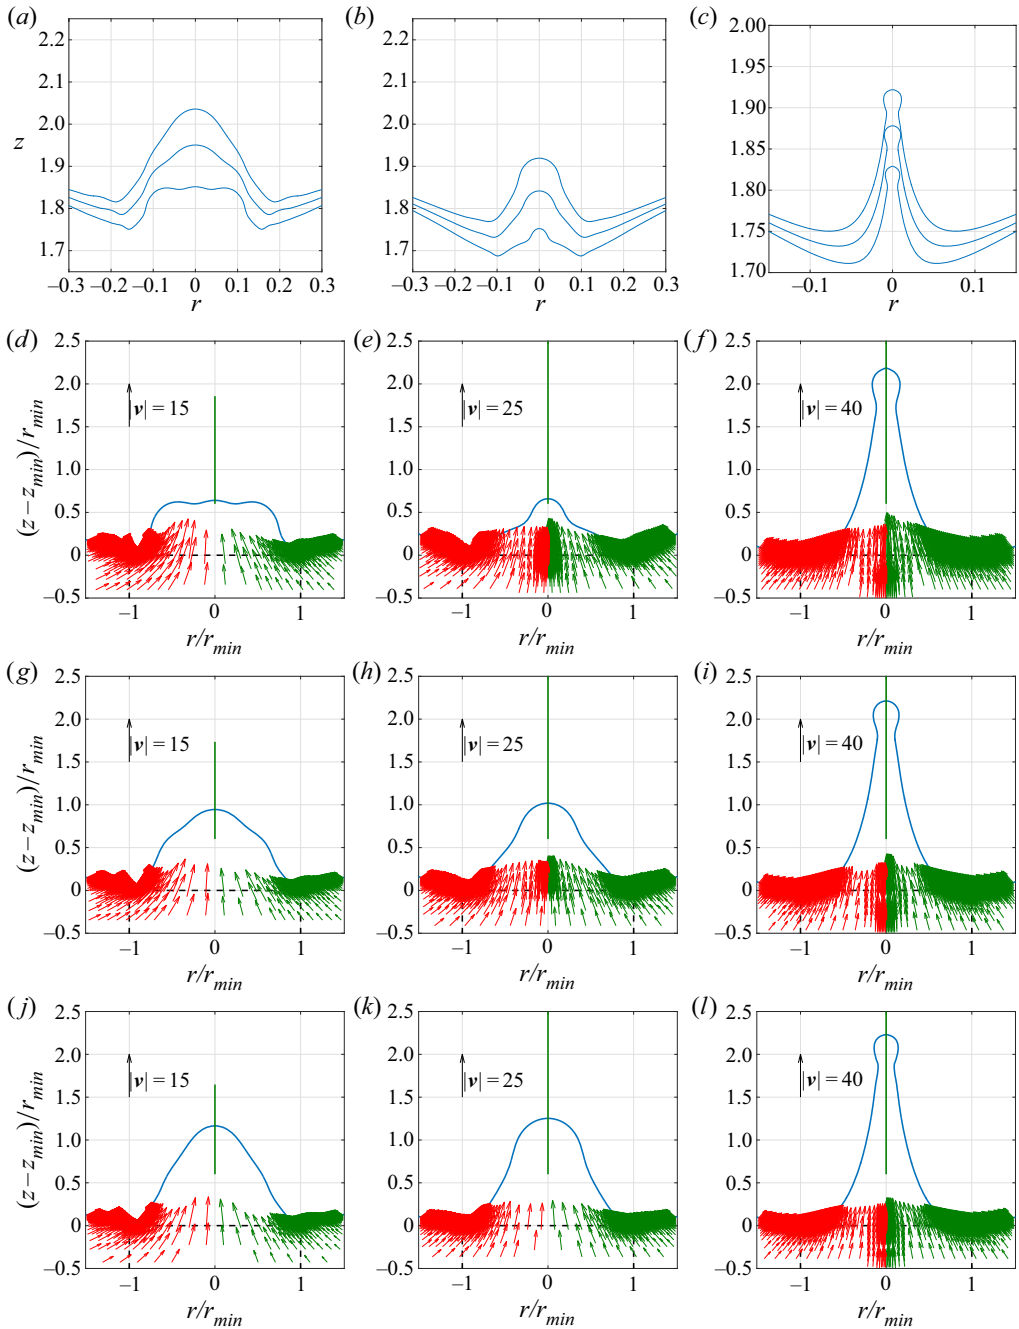 (a) (b) (c)
2.2 2.2 2.00
2.1 2.1 1.95
z 2.0 2.0 1.90
1.9 1.9 1.85
1.8 1.8 1.80
1.7 1.7 1.75
1.70
–0.3 –0.2 –0.1 0 0.1 0.2 0.3 –0.3 –0.2 –0.1 0 0.1 0.2 0.3 –0.1 0 0.1
r r r
(d) (e) (f)
2.5 2.5 2.5
2.0 2.0 2.0
|v| = 15 |v| = 25 |v| = 40
1.5 1.5 1.5
(z – z_min)/r_min
1.0 1.0 1.0
0.5 0.5 0.5
0 0 0
–0.5 –0.5 –0.5
–1 0 1 –1 0 1 –1 0 1
r/r_min r/r_min r/r_min
(g) (h) (i)
2.5 2.5 2.5
2.0 2.0 2.0
|v| = 15 |v| = 25 |v| = 40
1.5 1.5 1.5
(z – z_min)/r_min
1.0 1.0 1.0
0.5 0.5 0.5
0 0 0
–0.5 –0.5 –0.5
–1 0 1 –1 0 1 –1 0 1
r/r_min r/r_min r/r_min
(j) (k) (l)
2.5 2.5 2.5
2.0 2.0 2.0
|v| = 15 |v| = 25 |v| = 40
1.5 1.5 1.5
(z – z_min)/r_min
1.0 1.0 1.0
0.5 0.5 0.5
0 0 0
–0.5 –0.5 –0.5
–1 0 1 –1 0 1 –1 0 1
r/r_min r/r_min r/r_min